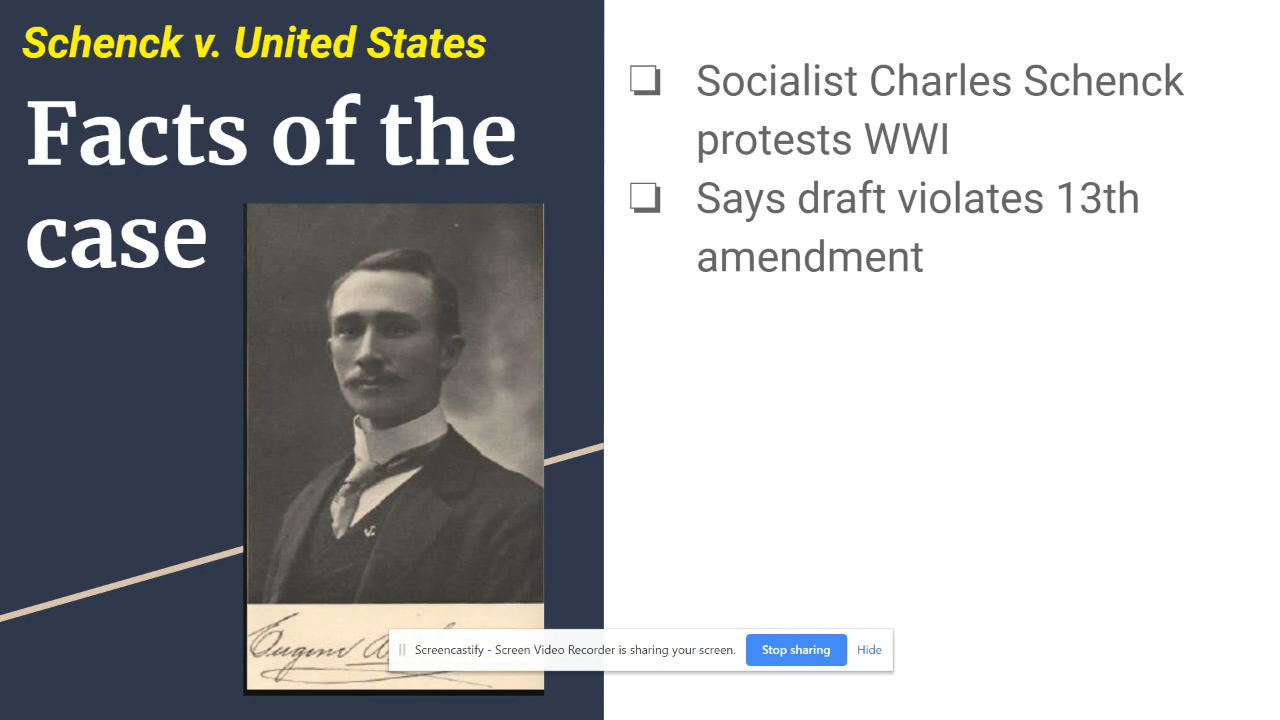 Schenck v. United States
Facts of the
case
Socialist Charles Schenck
protests WWI
Says draft violates 13th
amendment
Eugene
Screencastify - Screen Video Recorder is sharing your screen.
Stop sharing
Hide